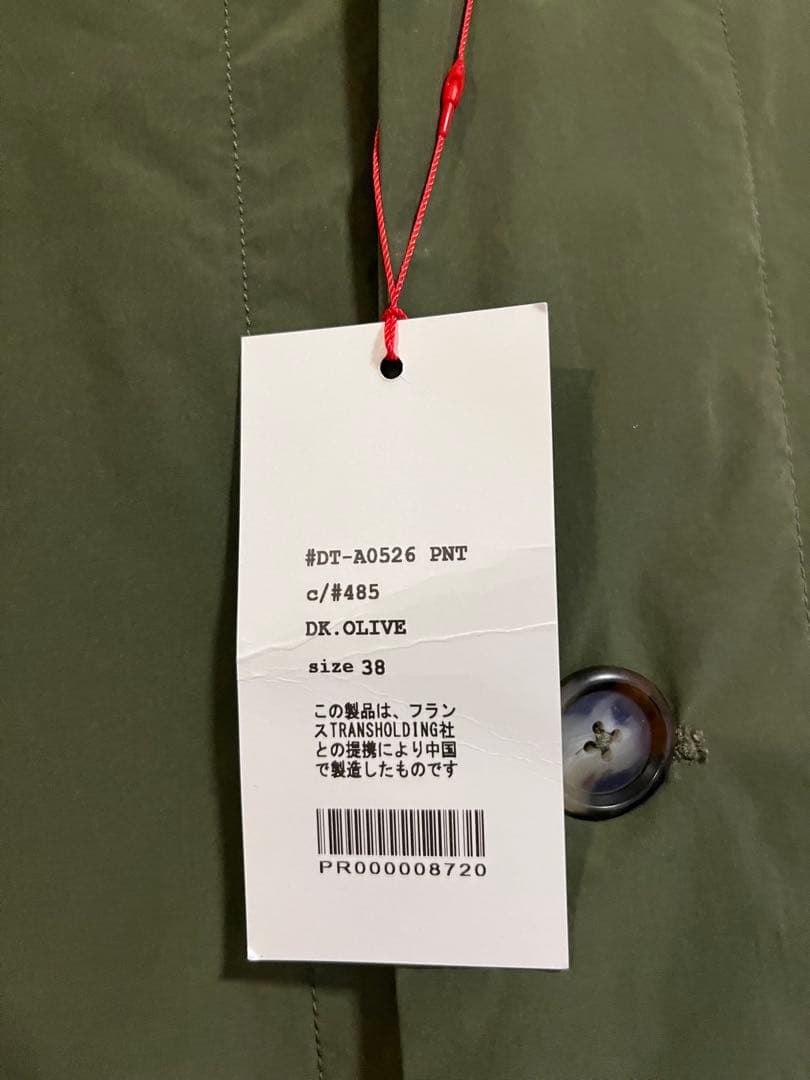 #DT-A0526 PNT
c/#485
DK.OLIVE
size 38
この製品は、フラン
スTRANSHOLDING社
との提携により中国
で製造したものです
PR000008720